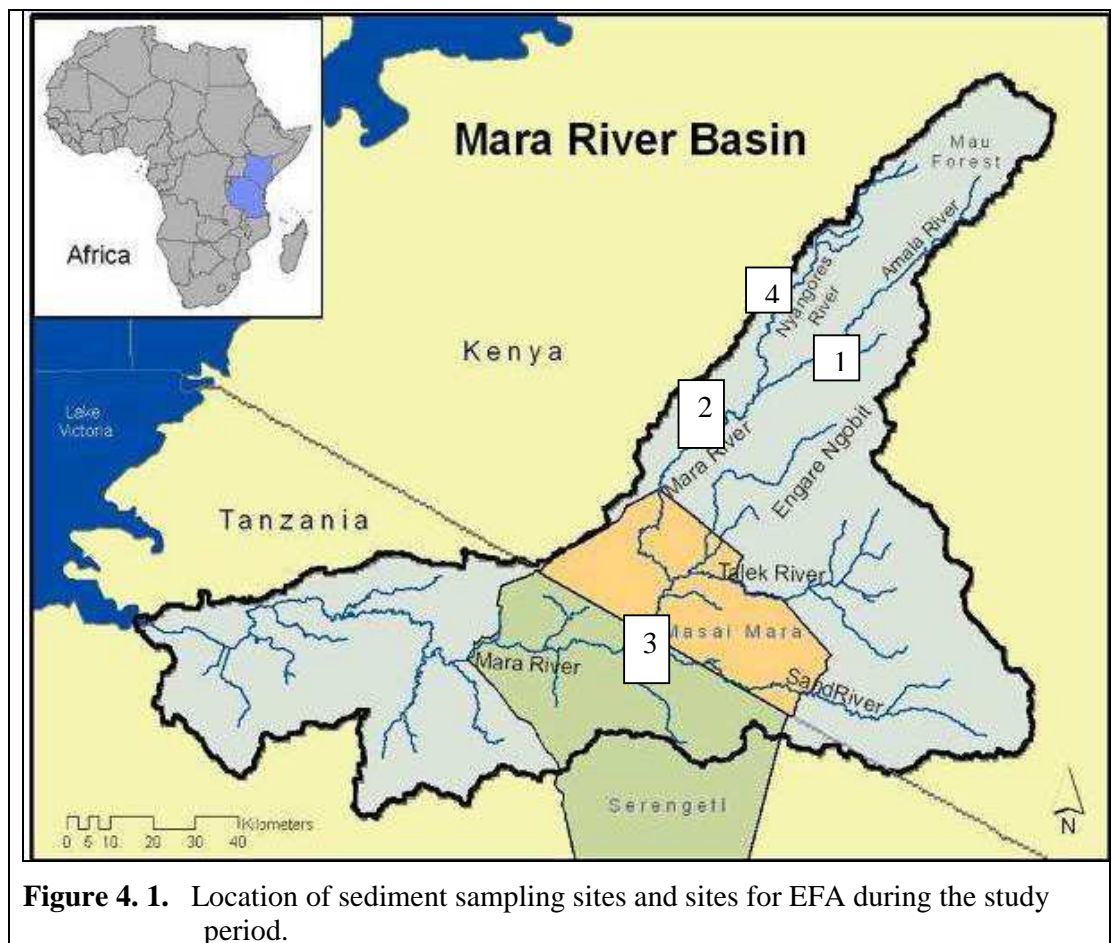 Mara River Basin
Africa
Mau
Forest
Amala River
Nyangores
River
4
1
Kenya
2
Lake
Victoria
Mara River
Engare Ngobit
Tanzania
Talek River
3
Masai Mara
Mara River
Sand River
Serengeti
Kilometers
0 5 10 20 30 40
N
Figure 4. 1. Location of sediment sampling sites and sites for EFA during the study
period.